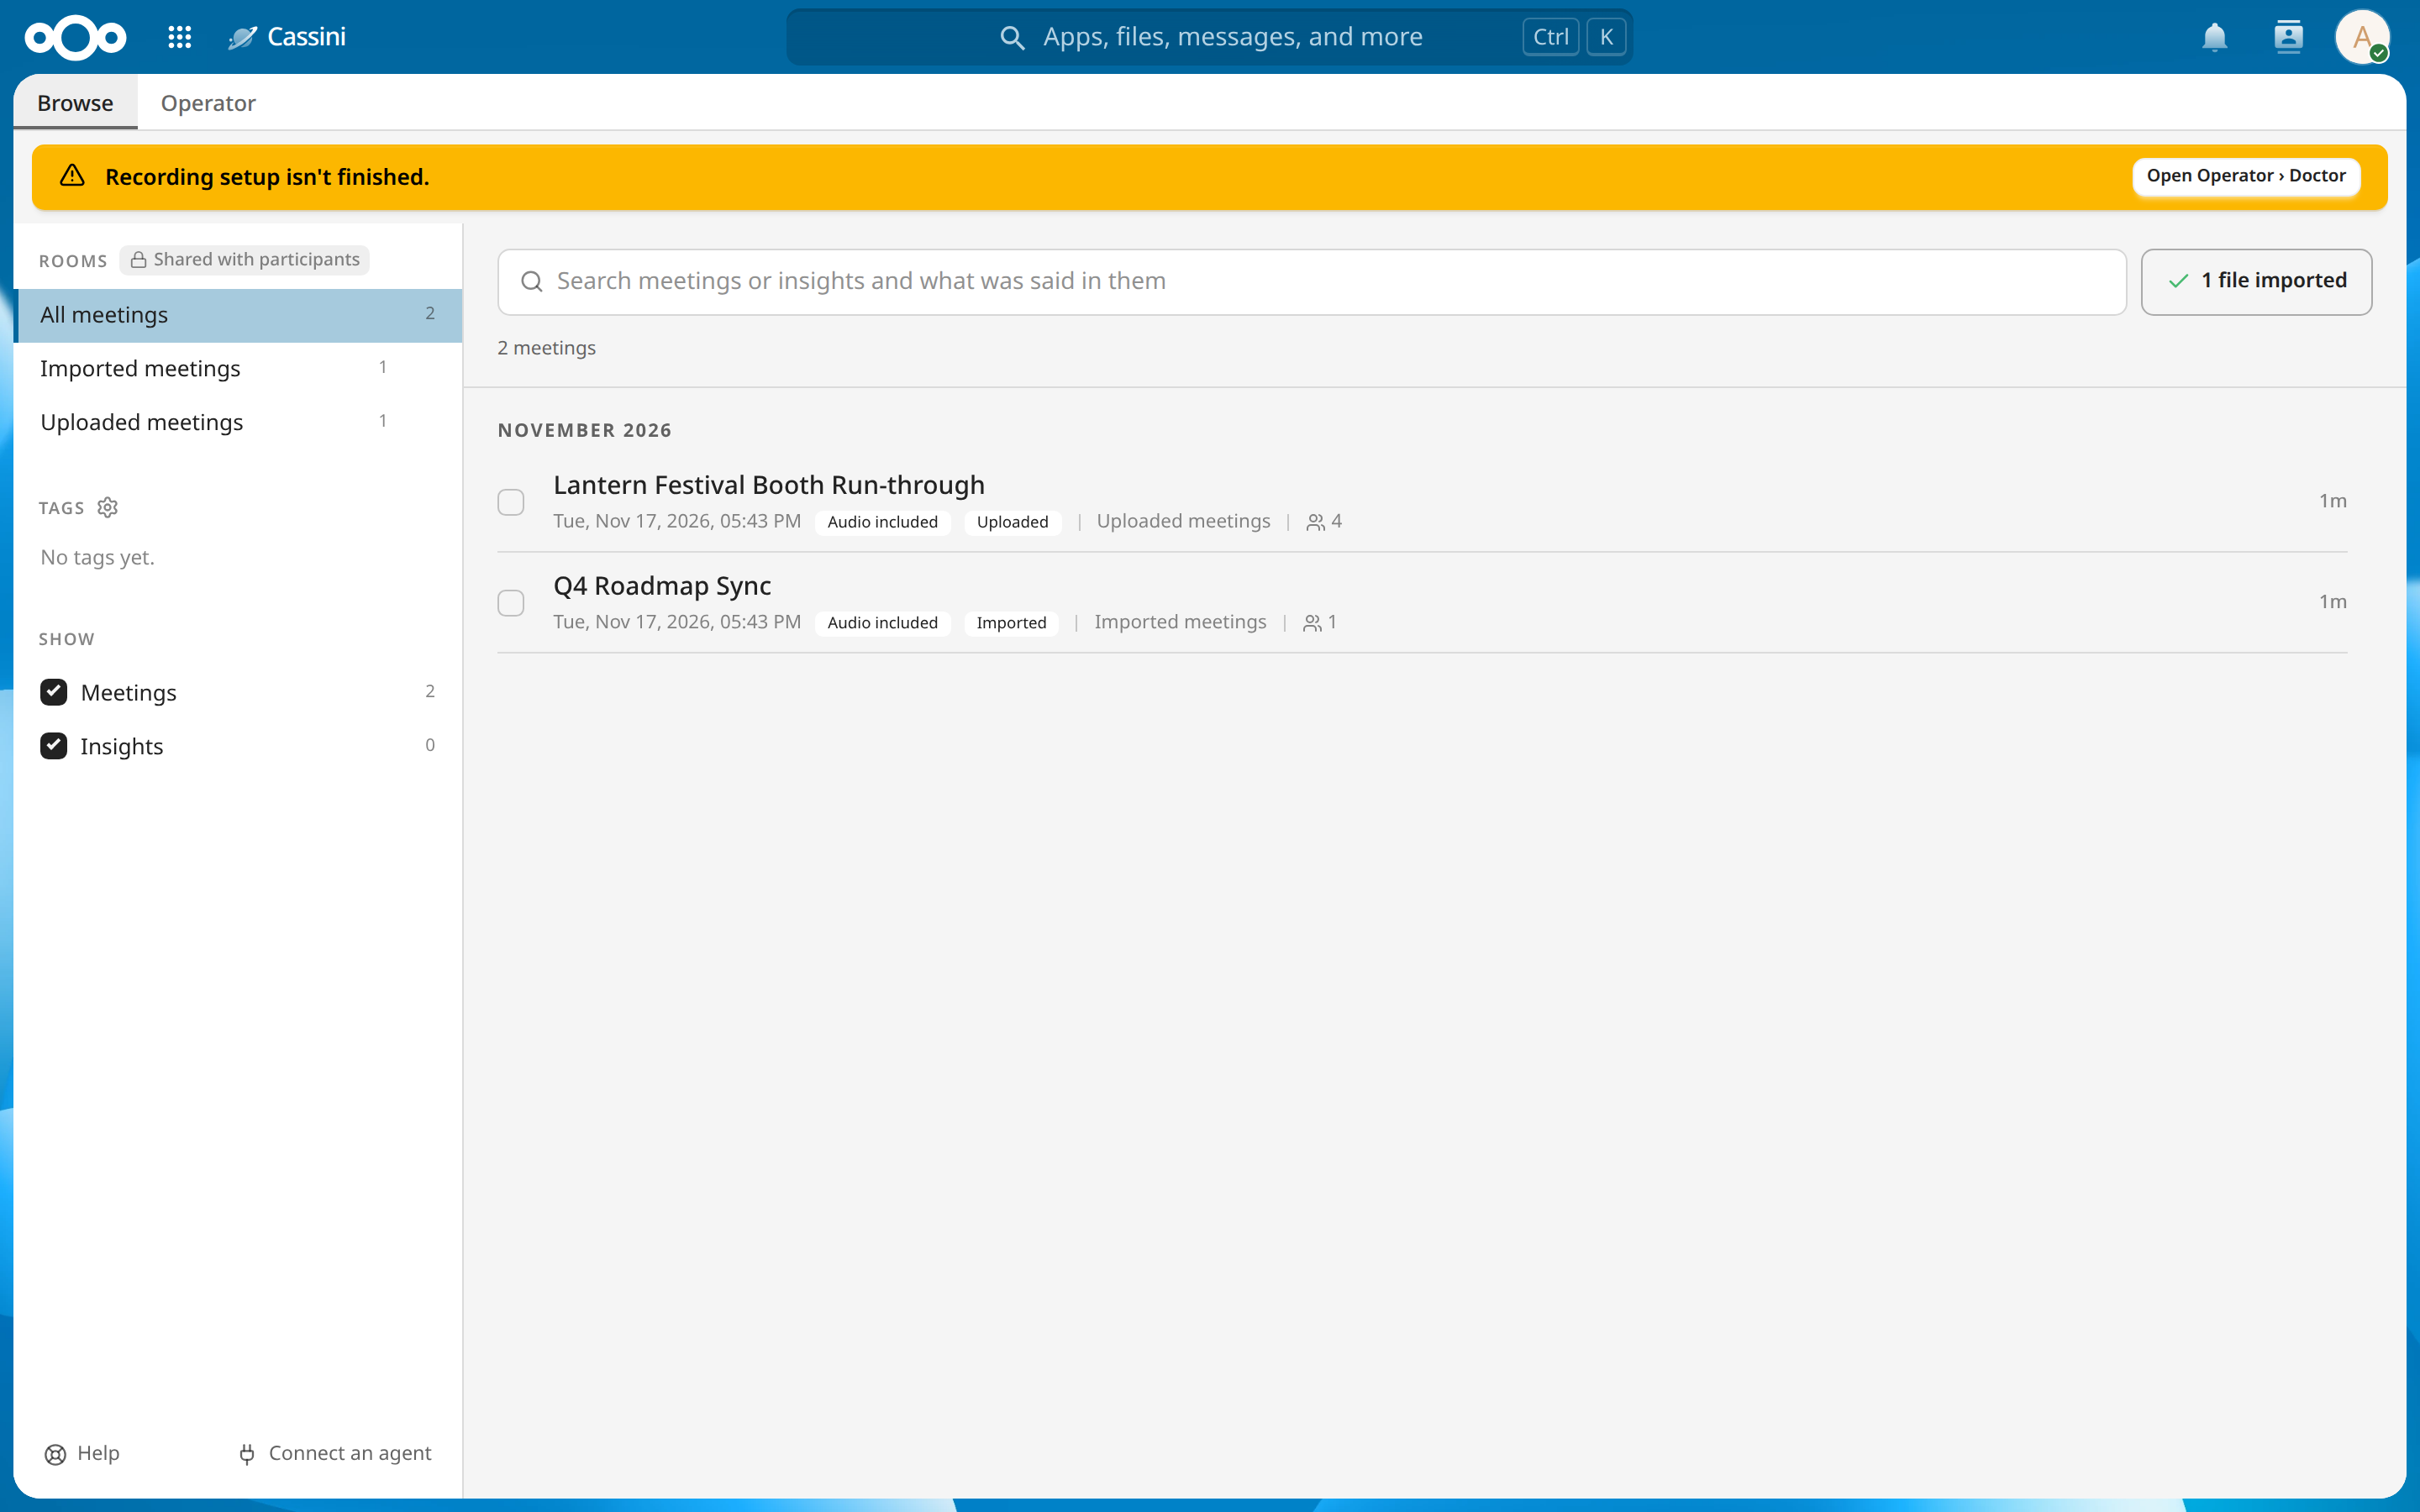 Cassini
Apps, files, messages, and more
Ctrl K
A
Browse
Operator
Recording setup isn't finished.
Open Operator › Doctor
ROOMS
Shared with participants
All meetings 2
Imported meetings 1
Uploaded meetings 1
TAGS
No tags yet.
SHOW
Meetings 2
Insights 0
Help
Connect an agent
Search meetings or insights and what was said in them
1 file imported
2 meetings
NOVEMBER 2026
Lantern Festival Booth Run-through
Tue, Nov 17, 2026, 05:43 PM Audio included Uploaded | Uploaded meetings | 4
1m
Q4 Roadmap Sync
Tue, Nov 17, 2026, 05:43 PM Audio included Imported | Imported meetings | 1
1m